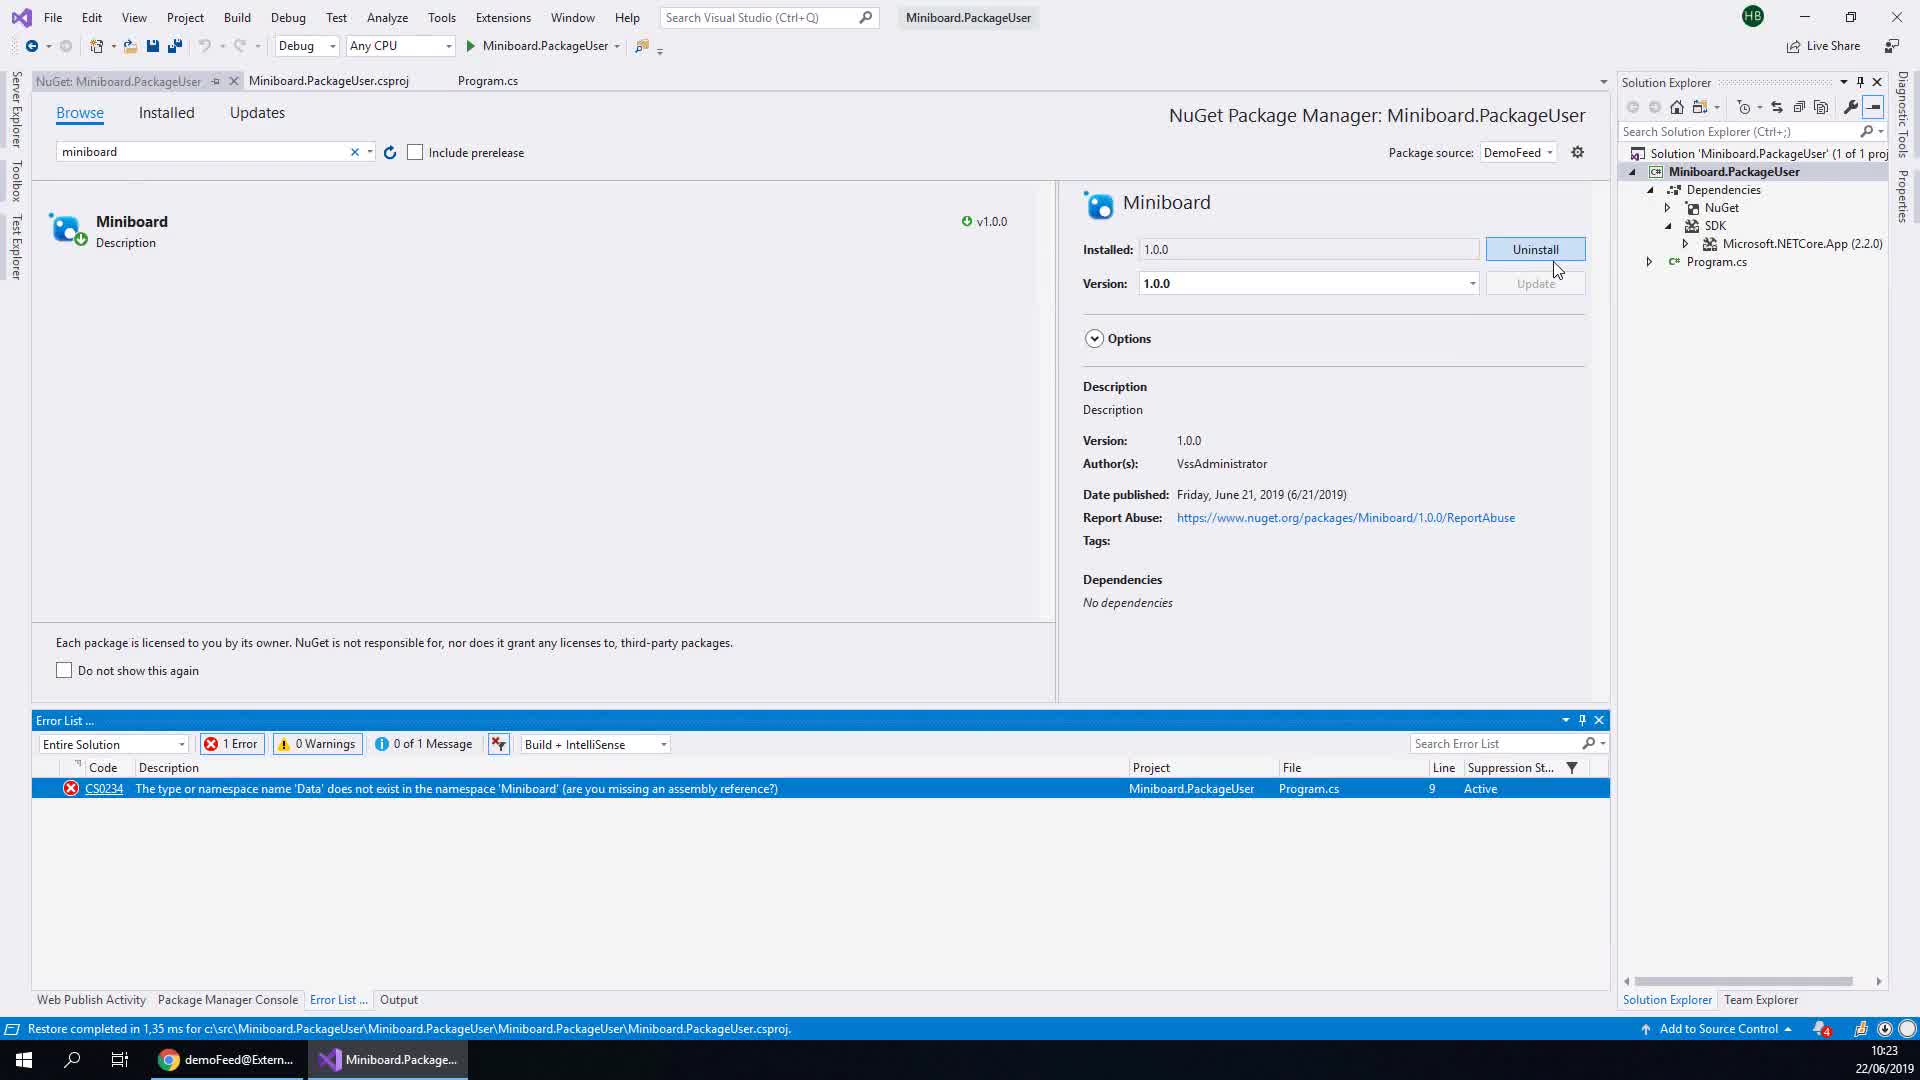 File Edit View Project Build Debug Test Analyze Tools Extensions Window Help Search Visual Studio (Ctrl+Q) Miniboard.PackageUser HB
Debug Any CPU Miniboard.PackageUser Live Share
NuGet: Miniboard.PackageUser Miniboard.PackageUser.csproj Program.cs
Server Explorer
Toolbox
Test Explorer
Browse Installed Updates
NuGet Package Manager: Miniboard.PackageUser
miniboard Include prerelease
Package source: DemoFeed
Miniboard v1.0.0
Description
Each package is licensed to you by its owner. NuGet is not responsible for, nor does it grant any licenses to, third-party packages.
Do not show this again
Miniboard
Installed: 1.0.0 Uninstall
Version: 1.0.0 Update
Options
Description
Description
Version: 1.0.0
Author(s): VssAdministrator
Date published: Friday, June 21, 2019 (6/21/2019)
Report Abuse: https://www.nuget.org/packages/Miniboard/1.0.0/ReportAbuse
Tags:
Dependencies
No dependencies
Solution Explorer
Search Solution Explorer (Ctrl+;)
Solution 'Miniboard.PackageUser' (1 of 1 proj
C# Miniboard.PackageUser
Dependencies
NuGet
SDK
Microsoft.NETCore.App (2.2.0)
C# Program.cs
Solution Explorer Team Explorer
Diagnostic Tools
Properties
Error List ...
Entire Solution 1 Error 0 Warnings 0 of 1 Message Build + IntelliSense Search Error List
Code Description Project File Line Suppression St...
CS0234 The type or namespace name 'Data' does not exist in the namespace 'Miniboard' (are you missing an assembly reference?) Miniboard.PackageUser Program.cs 9 Active
Web Publish Activity Package Manager Console Error List ... Output
Restore completed in 1,35 ms for c:\src\Miniboard.PackageUser\Miniboard.PackageUser\Miniboard.PackageUser\Miniboard.PackageUser.csproj. Add to Source Control 4
demoFeed@Extern... Miniboard.Package...
10:23
22/06/2019